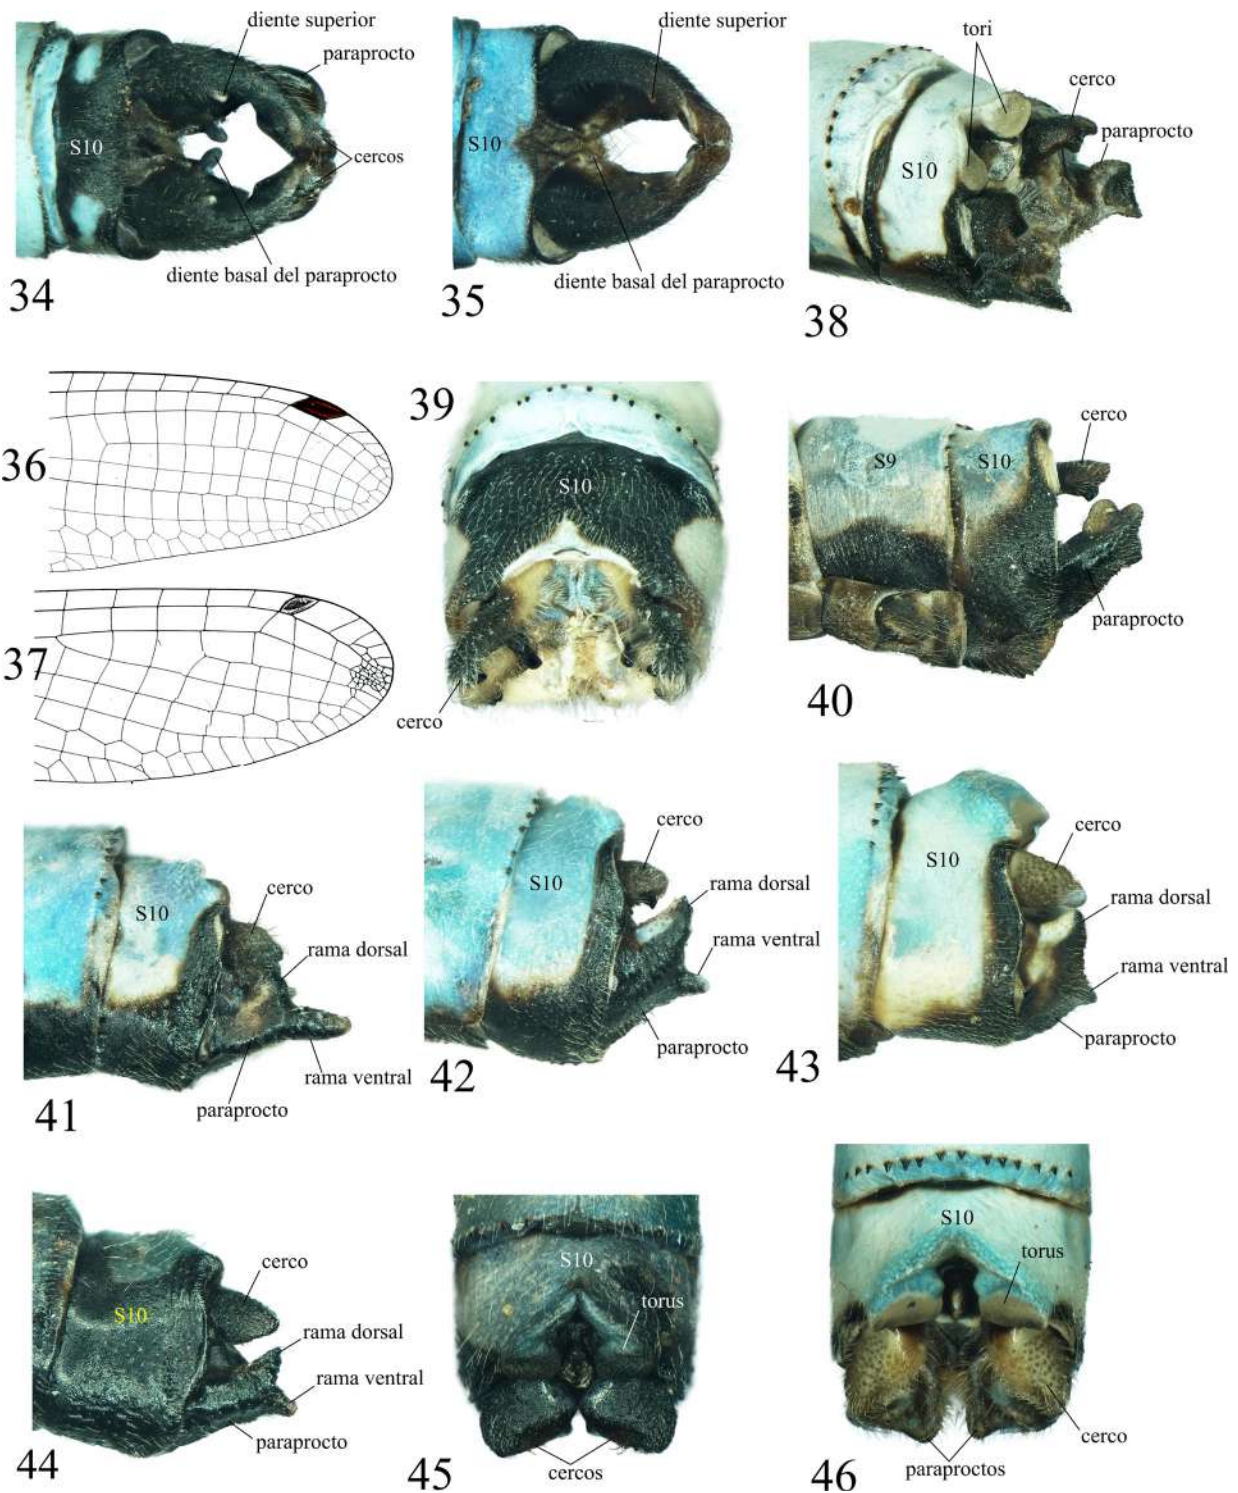 diente superior
paraprocto
S10
cercos
diente basal del paraprocto
34
diente superior
S10
diente basal del paraprocto
35
tori
cerco
paraprocto
S10
38
36
37
39
S10
cerco
cerco
S9
S10
paraprocto
40
cerco
S10
rama dorsal
rama ventral
paraprocto
41
cerco
S10
rama dorsal
rama ventral
paraprocto
42
cerco
S10
rama dorsal
rama ventral
paraprocto
43
cerco
S10
rama dorsal
rama ventral
paraprocto
44
S10
torus
cercos
45
S10
torus
cerco
paraproctos
46